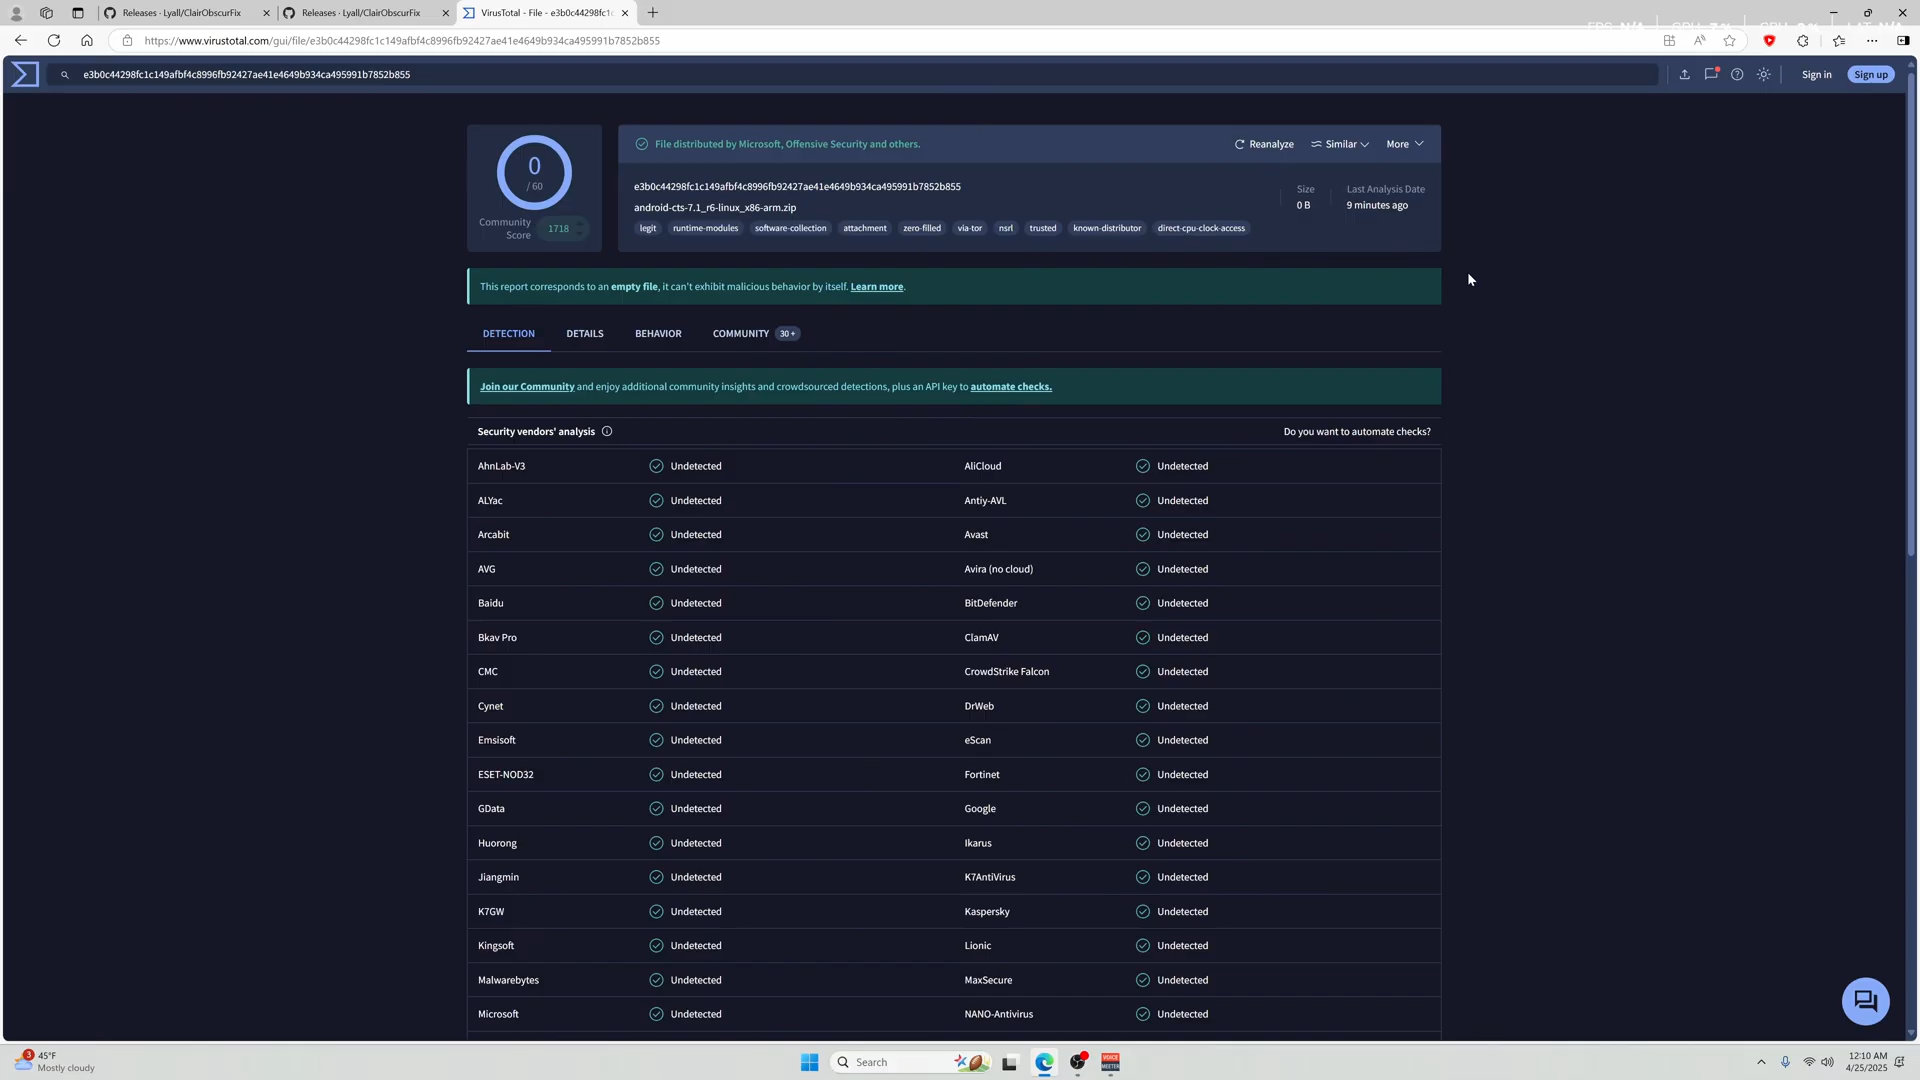 Releases · Lyall/ClairObscurFix
Releases · Lyall/ClairObscurFix
VirusTotal - File - e3b0c44298fc1c
https://www.virustotal.com/gui/file/e3b0c44298fc1c149afbf4c8996fb92427ae41e4649b934ca495991b7852b855
e3b0c44298fc1c149afbf4c8996fb92427ae41e4649b934ca495991b7852b855
Sign in
Sign up
0
/ 60
Community
Score
1718
File distributed by Microsoft, Offensive Security and others.
Reanalyze
Similar
More
e3b0c44298fc1c149afbf4c8996fb92427ae41e4649b934ca495991b7852b855
android-cts-7.1_r6-linux_x86-arm.zip
legit runtime-modules software-collection attachment zero-filled via-tor nsrl trusted known-distributor direct-cpu-clock-access
Size
0 B
Last Analysis Date
9 minutes ago
This report corresponds to an empty file, it can't exhibit malicious behavior by itself. Learn more.
DETECTION DETAILS BEHAVIOR COMMUNITY 30+
Join our Community and enjoy additional community insights and crowdsourced detections, plus an API key to automate checks.
Security vendors' analysis
Do you want to automate checks?
AhnLab-V3 Undetected AliCloud Undetected
ALYac Undetected Antiy-AVL Undetected
Arcabit Undetected Avast Undetected
AVG Undetected Avira (no cloud) Undetected
Baidu Undetected BitDefender Undetected
Bkav Pro Undetected ClamAV Undetected
CMC Undetected CrowdStrike Falcon Undetected
Cynet Undetected DrWeb Undetected
Emsisoft Undetected eScan Undetected
ESET-NOD32 Undetected Fortinet Undetected
GData Undetected Google Undetected
Huorong Undetected Ikarus Undetected
Jiangmin Undetected K7AntiVirus Undetected
K7GW Undetected Kaspersky Undetected
Kingsoft Undetected Lionic Undetected
Malwarebytes Undetected MaxSecure Undetected
Microsoft Undetected NANO-Antivirus Undetected
3
45°F
Mostly cloudy
Search
VOICE
MEETER
12:10 AM
4/25/2025